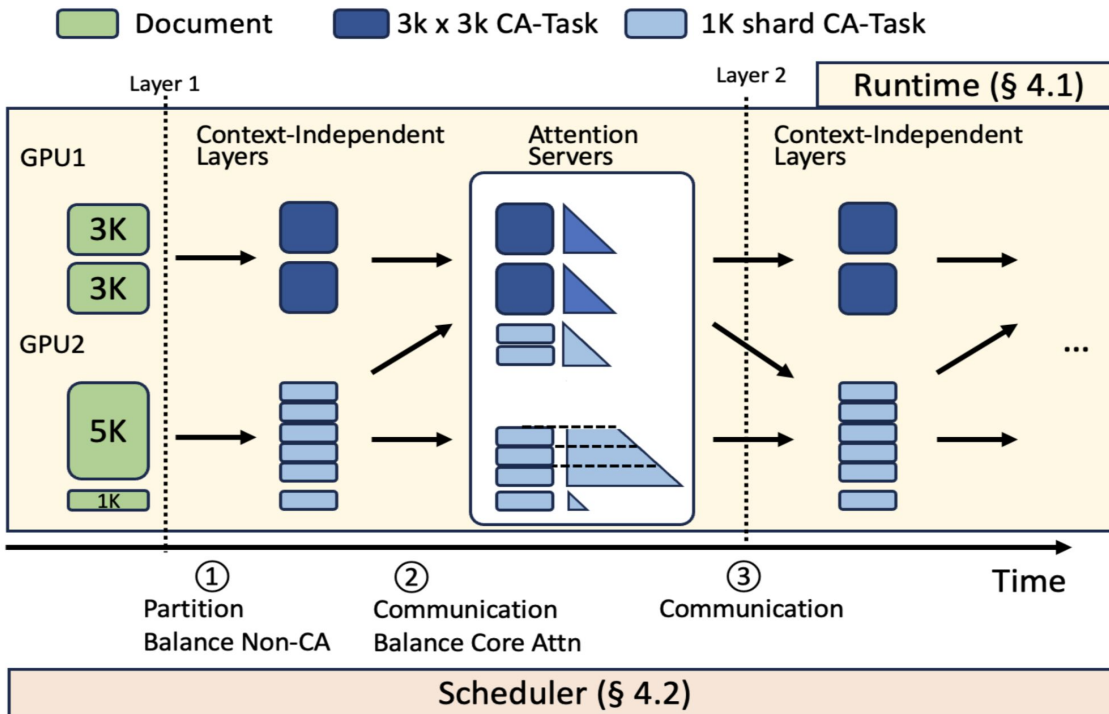 Document
3k x 3k CA-Task
1K shard CA-Task
Layer 1
Layer 2
Runtime (§ 4.1)
GPU1
Context-Independent
Layers
Attention
Servers
Context-Independent
Layers
3K
3K
GPU2
5K
1K
...
①
Partition
Balance Non-CA
②
Communication
Balance Core Attn
③
Communication
Time
Scheduler (§ 4.2)